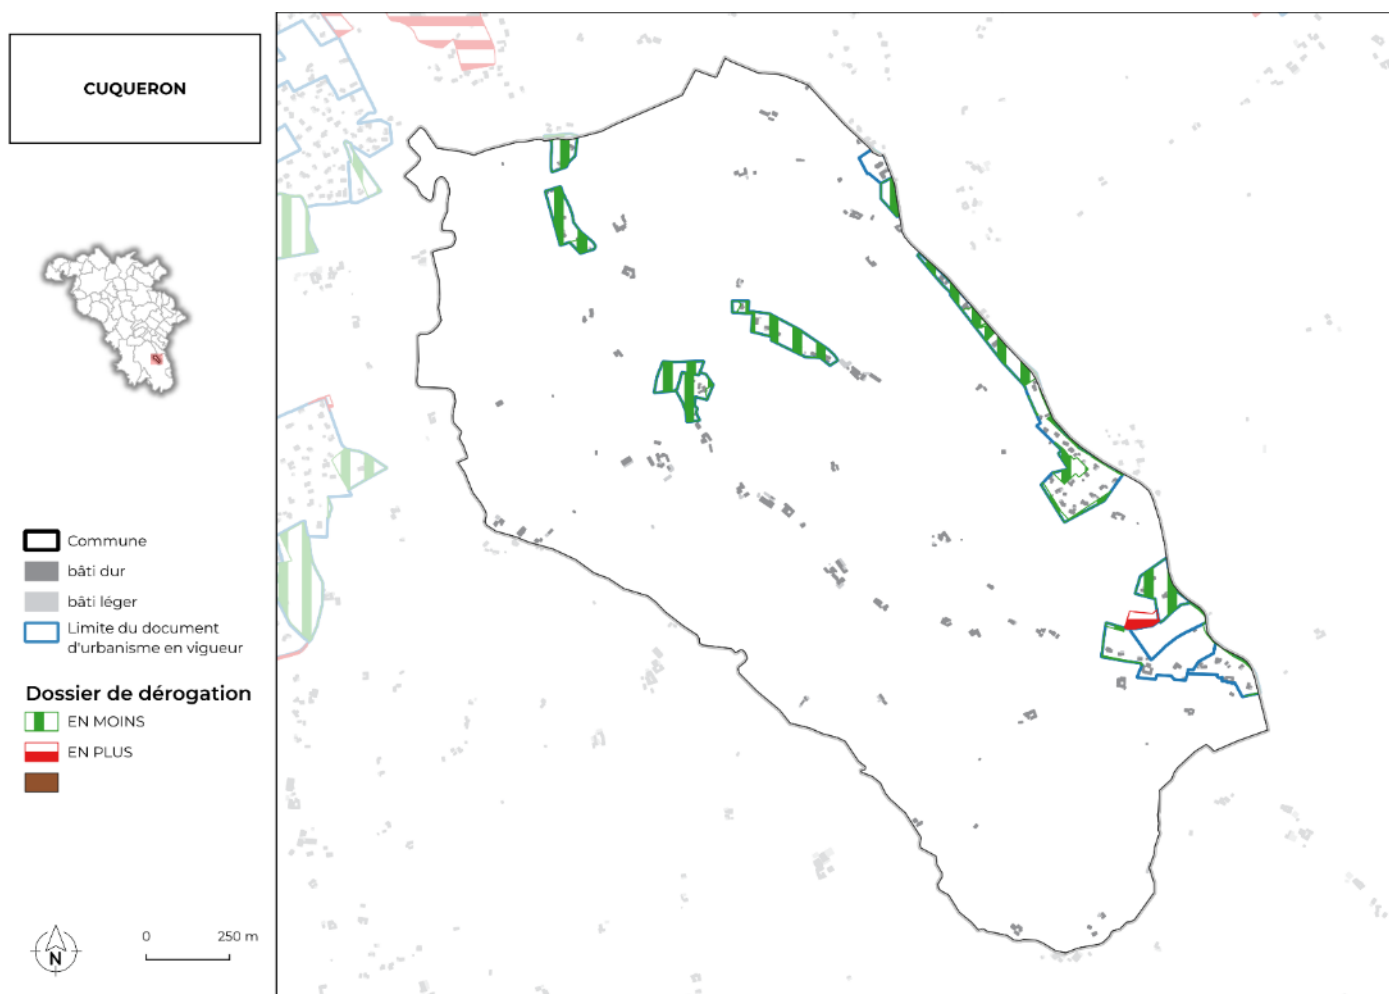 CUQUERON
Commune
bâti dur
bâti léger
Limite du document
d'urbanisme en vigueur
Dossier de dérogation
EN MOINS
EN PLUS
N
0 250 m